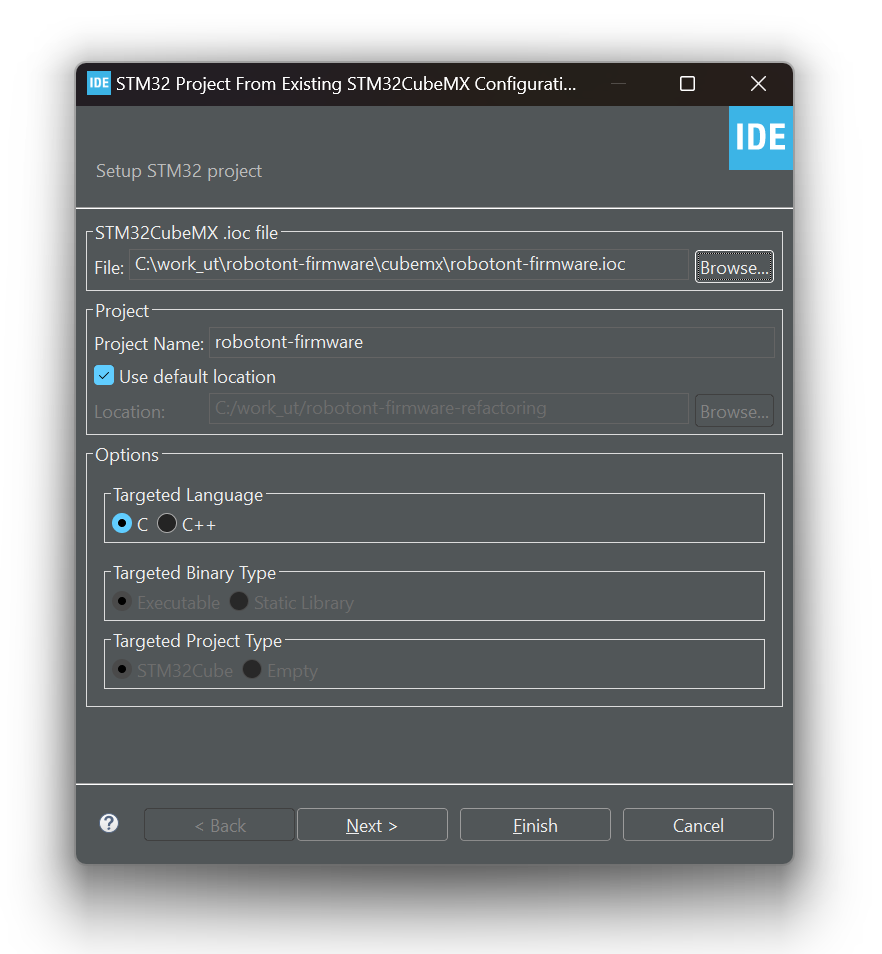 IDE STM32 Project From Existing STM32CubeMX Configurati...
IDE
Setup STM32 project
STM32CubeMX .ioc file
File: C:\work_ut\robotont-firmware\cubemx\robotont-firmware.ioc Browse...
Project
Project Name: robotont-firmware
Use default location
Location: C:/work_ut/robotont-firmware-refactoring Browse...
Options
Targeted Language
C C++
Targeted Binary Type
Executable Static Library
Targeted Project Type
STM32Cube Empty
? < Back Next > Finish Cancel